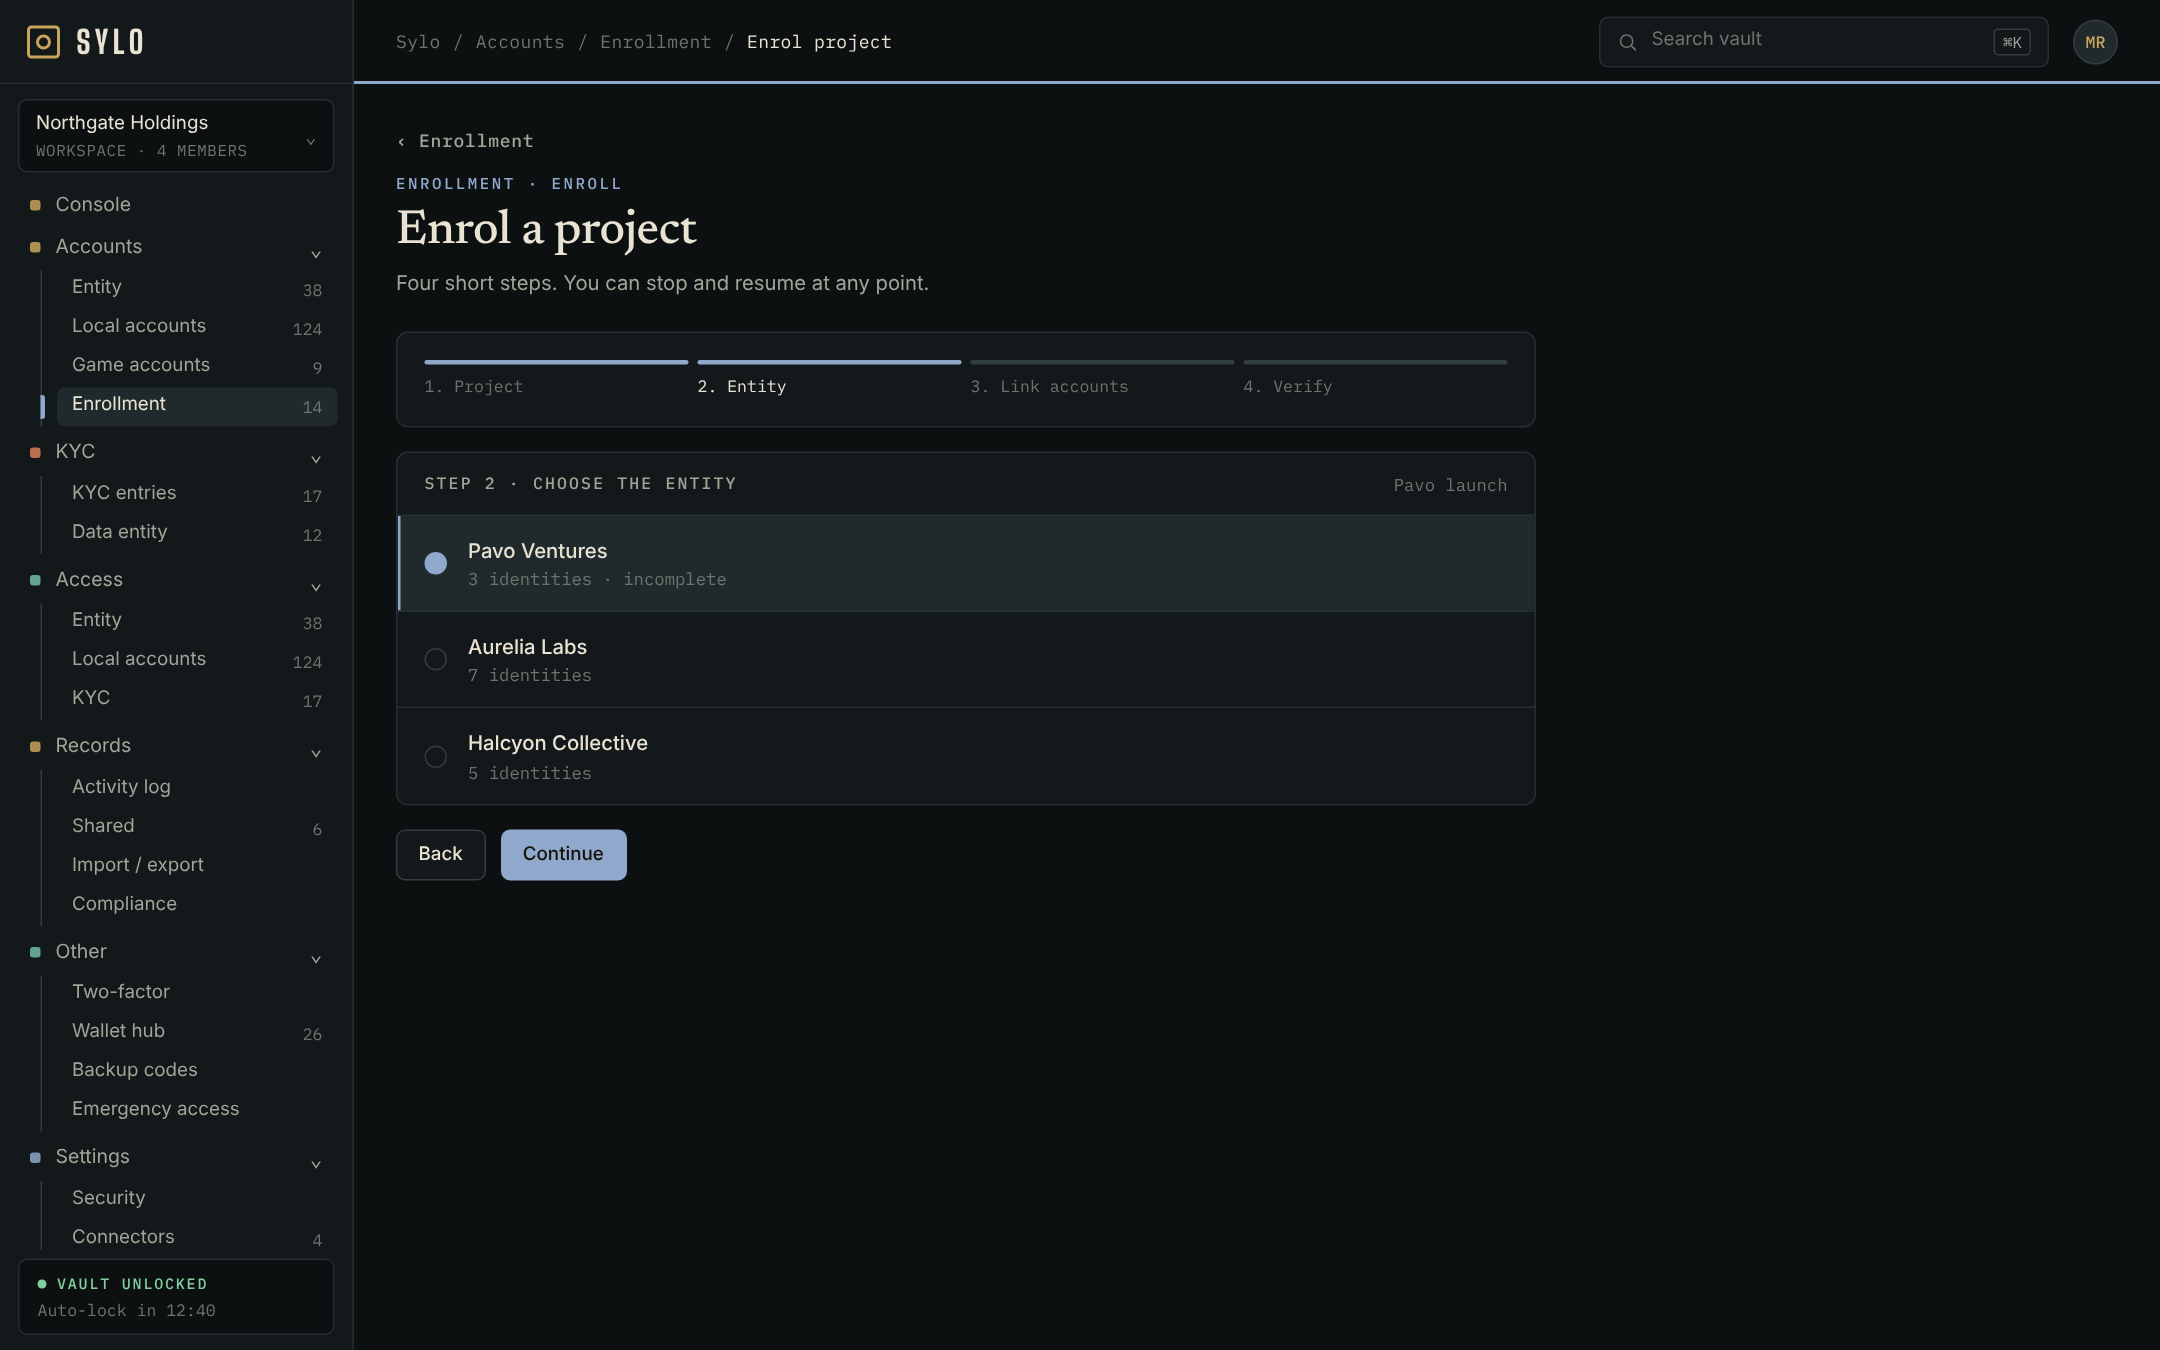 SYLO
Sylo / Accounts / Enrollment / Enrol project
Search vault
⌘K
MR
Northgate Holdings
WORKSPACE · 4 MEMBERS
Console
Accounts
Entity 38
Local accounts 124
Game accounts 9
Enrollment 14
KYC
KYC entries 17
Data entity 12
Access
Entity 38
Local accounts 124
KYC 17
Records
Activity log
Shared 6
Import / export
Compliance
Other
Two-factor
Wallet hub 26
Backup codes
Emergency access
Settings
Security
Connectors 4
VAULT UNLOCKED
Auto-lock in 12:40
‹ Enrollment
ENROLLMENT · ENROLL
Enrol a project
Four short steps. You can stop and resume at any point.
1. Project
2. Entity
3. Link accounts
4. Verify
STEP 2 · CHOOSE THE ENTITY
Pavo launch
Pavo Ventures
3 identities · incomplete
Aurelia Labs
7 identities
Halcyon Collective
5 identities
Back
Continue